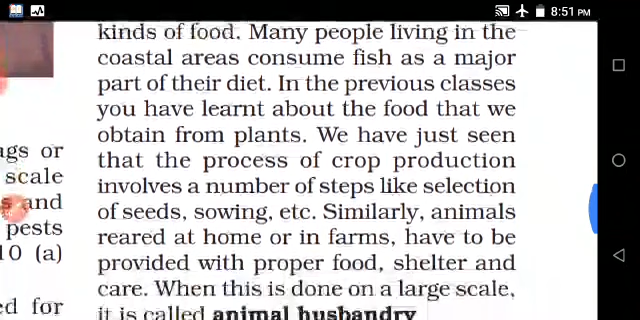 8:51 PM
kinds of food. Many people living in the
coastal areas consume fish as a major
part of their diet. In the previous classes
you have learnt about the food that we
obtain from plants. We have just seen
that the process of crop production
involves a number of steps like selection
of seeds, sowing, etc. Similarly, animals
reared at home or in farms, have to be
provided with proper food, shelter and
care. When this is done on a large scale,
it is called animal husbandry
or
scale
and
pests
10 (a)
for